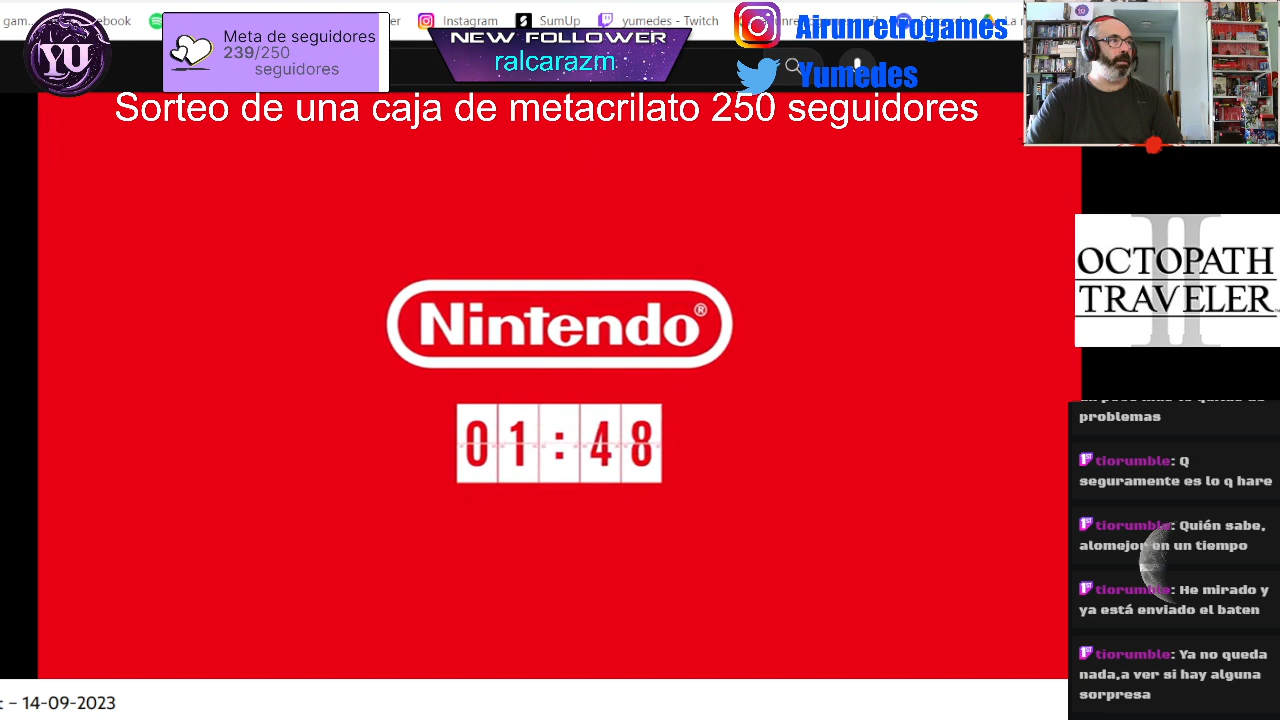 Instagram
SumUp
yumedes - Twitch
YU
Meta de seguidores
239/250
seguidores
NEW FOLLOWER
ralcarazm
Airunretrogames
Yumedes
Sorteo de una caja de metacrilato 250 seguidores
Nintendo®
01:48
OCTOPATH
TRAVELER
II
problemas
tiorumble: Q
seguramente es lo q hare
tiorumble: Quién sabe,
alomejor en un tiempo
tiorumble: He mirado y
ya está enviado el baten
tiorumble: Ya no queda
nada,a ver si hay alguna
sorpresa
- 14-09-2023